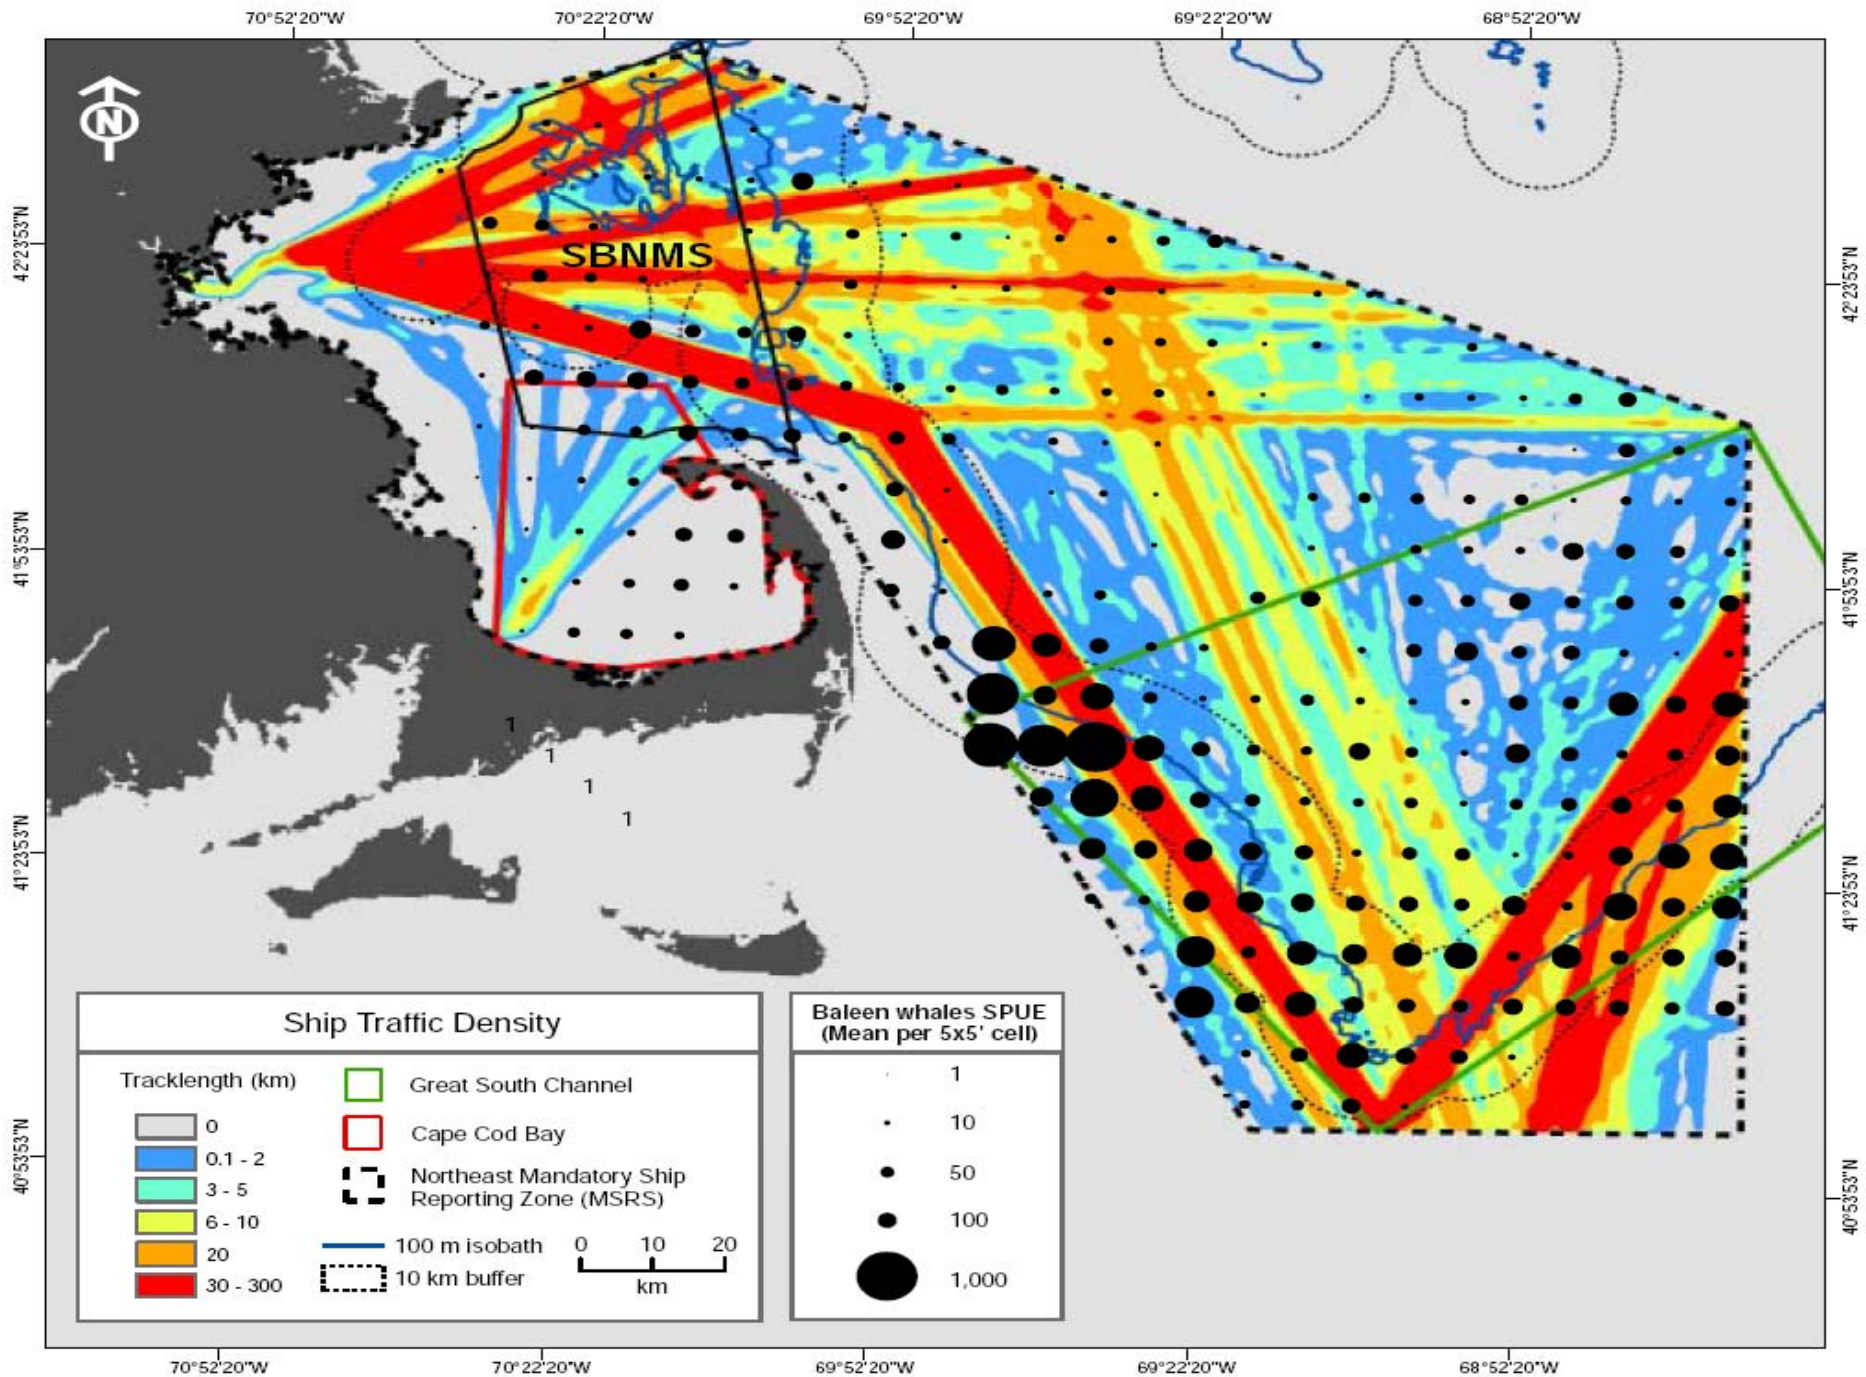 70°52'20"W 70°22'20"W 69°52'20"W 69°22'20"W 68°52'20"W
N
42°23'53"N
42°23'53"N
SBNMS
41°53'53"N
41°53'53"N
1
1
1
1
41°23'53"N
41°23'53"N
40°53'53"N
40°53'53"N
Ship Traffic Density
Tracklength (km)
0
0.1 - 2
3 - 5
6 - 10
20
30 - 300
Great South Channel
Cape Cod Bay
Northeast Mandatory Ship
Reporting Zone (MSRS)
100 m isobath
10 km buffer
0 10 20
km
Baleen whales SPUE
(Mean per 5x5' cell)
1
10
50
100
1,000
70°52'20"W 70°22'20"W 69°52'20"W 69°22'20"W 68°52'20"W